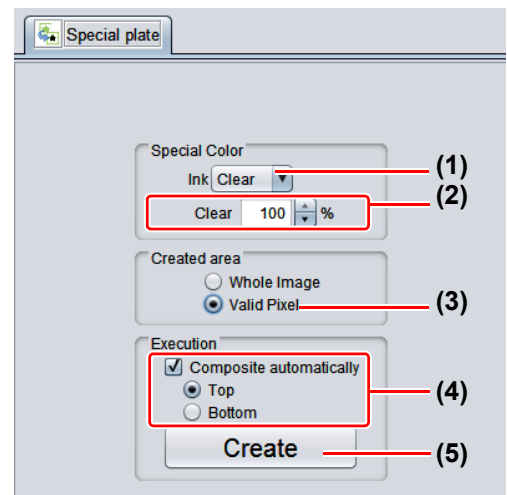 Special plate
Special Color
Ink Clear
(1)
Clear 100 %
(2)
Created area
Whole Image
Valid Pixel
(3)
Execution
Composite automatically
Top
(4)
Bottom
Create
(5)